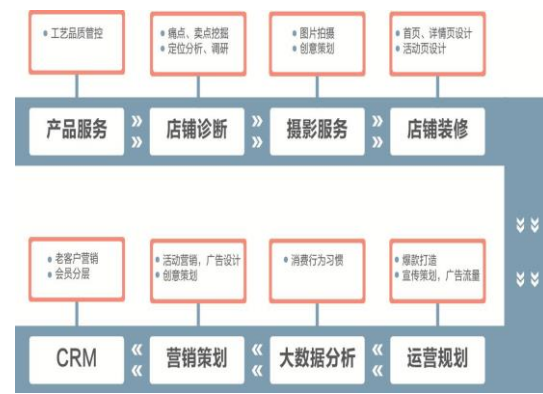 工艺品质管控
痛点、卖点挖掘
定位分析、调研
图片拍摄
创意策划
首页、详情页设计
活动页设计
产品服务
店铺诊断
摄影服务
店铺装修
老客户营销
会员分层
活动营销,广告设计
创意策划
消费行为习惯
爆款打造
宣传策划,广告流量
CRM
营销策划
大数据分析
运营规划